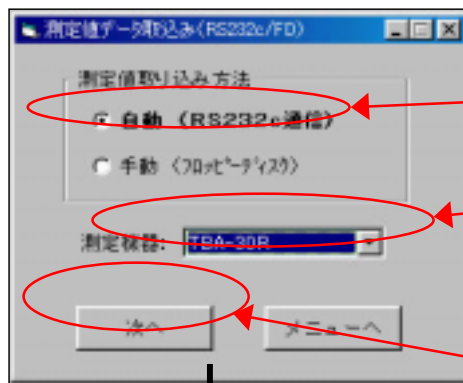 測定値データ取込み(RS232c/FD)
測定値取り込み方法
自動 (RS232c通信)
手動 (フロッピーディスク)
測定機器: TBA-30R
次へ メニューへ